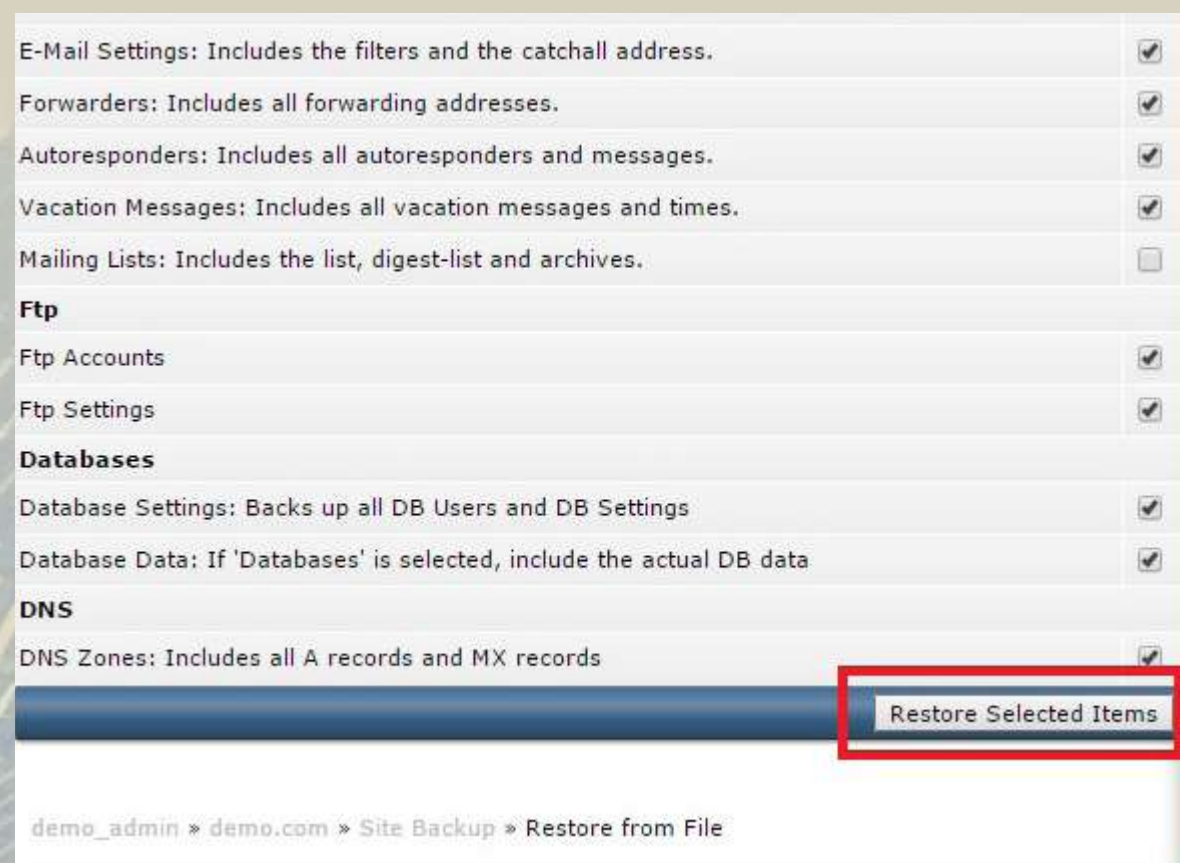 E-Mail Settings: Includes the filters and the catchall address.
Forwarders: Includes all forwarding addresses.
Autoresponders: Includes all autoresponders and messages.
Vacation Messages: Includes all vacation messages and times.
Mailing Lists: Includes the list, digest-list and archives.
Ftp
Ftp Accounts
Ftp Settings
Databases
Database Settings: Backs up all DB Users and DB Settings
Database Data: If 'Databases' is selected, include the actual DB data
DNS
DNS Zones: Includes all A records and MX records
Restore Selected Items
demo_admin » demo.com » Site Backup » Restore from File